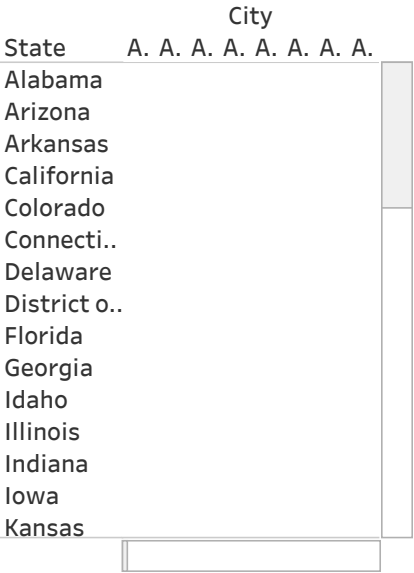 City
State A. A. A. A. A. A. A. A.
Alabama
Arizona
Arkansas
California
Colorado
Connecti..
Delaware
District o..
Florida
Georgia
Idaho
Illinois
Indiana
Iowa
Kansas